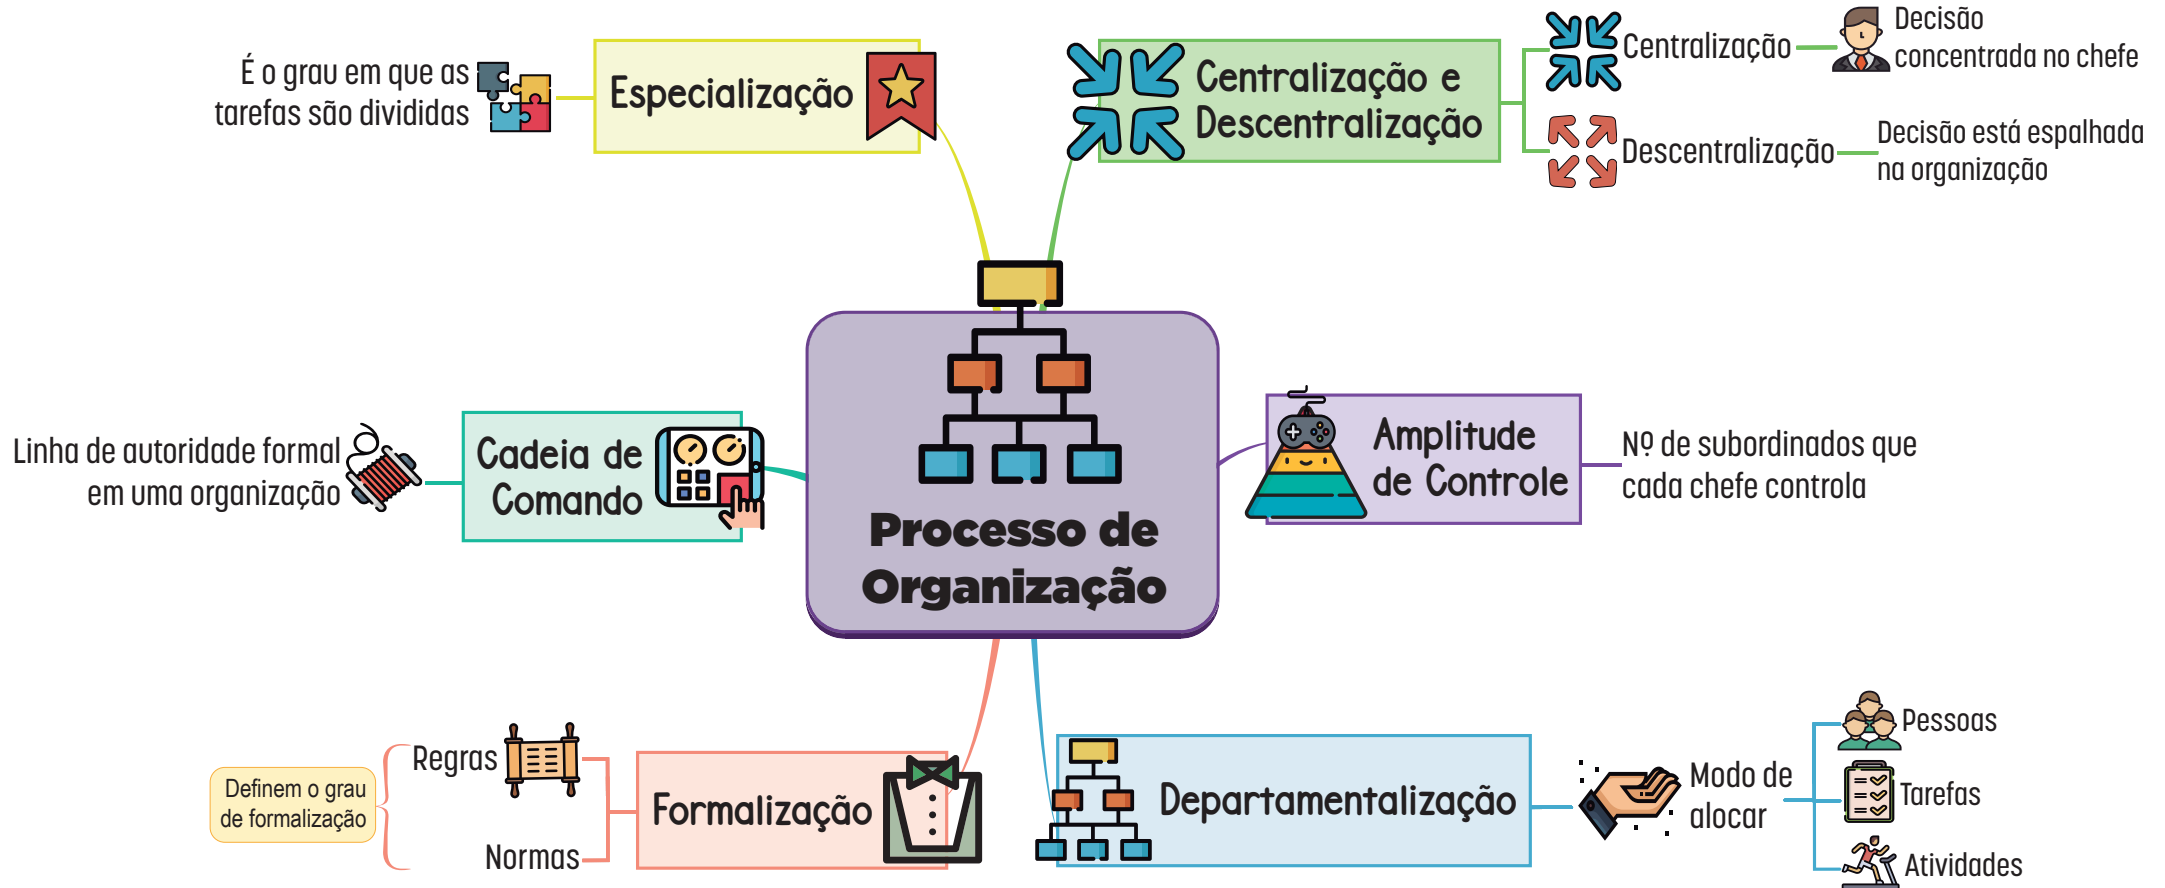 É o grau em que as
tarefas são divididas
Especialização
Centralização e
Descentralização
Centralização
Decisão
concentrada no chefe
Descentralização
Decisão está espalhada
na organização
Linha de autoridade formal
em uma organização
Cadeia de
Comando
Processo de
Organização
Amplitude
de Controle
Nº de subordinados que
cada chefe controla
Definem o grau
de formalização
Regras
Normas
Formalização
Departamentalização
Modo de
alocar
Pessoas
Tarefas
Atividades